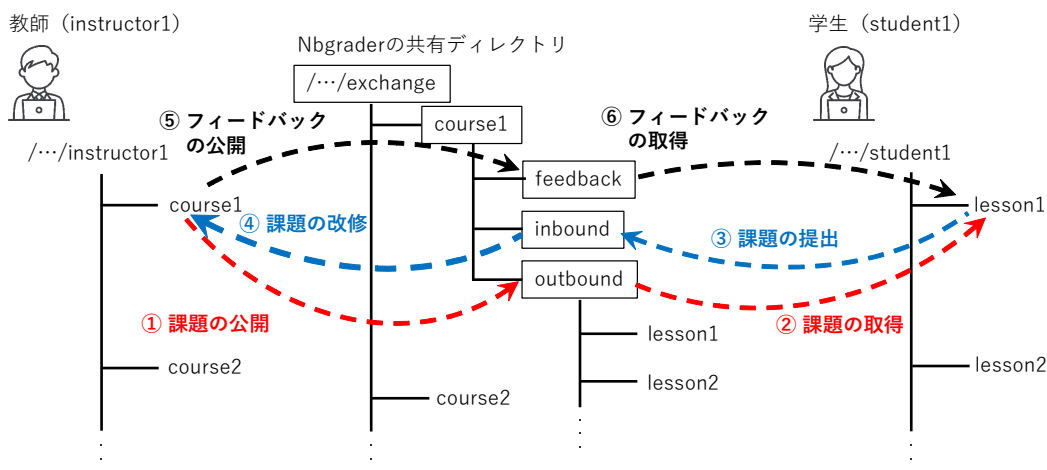 教師（instructor1）
学生（student1）
Nbgraderの共有ディレクトリ
/…/exchange
⑤ フィードバック
の公開
course1
⑥ フィードバック
の取得
/…/instructor1
/…/student1
feedback
course1
lesson1
④ 課題の改修
inbound
③ 課題の提出
outbound
① 課題の公開
② 課題の取得
lesson1
course2
lesson2
lesson2
course2